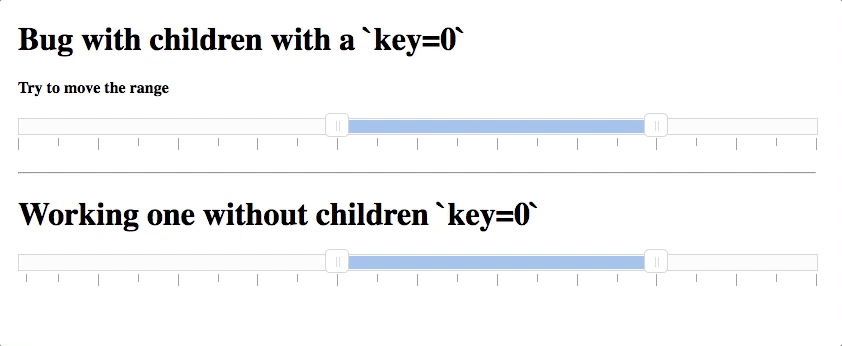 Bug with children with a `key=0`
Try to move the range
Working one without children `key=0`